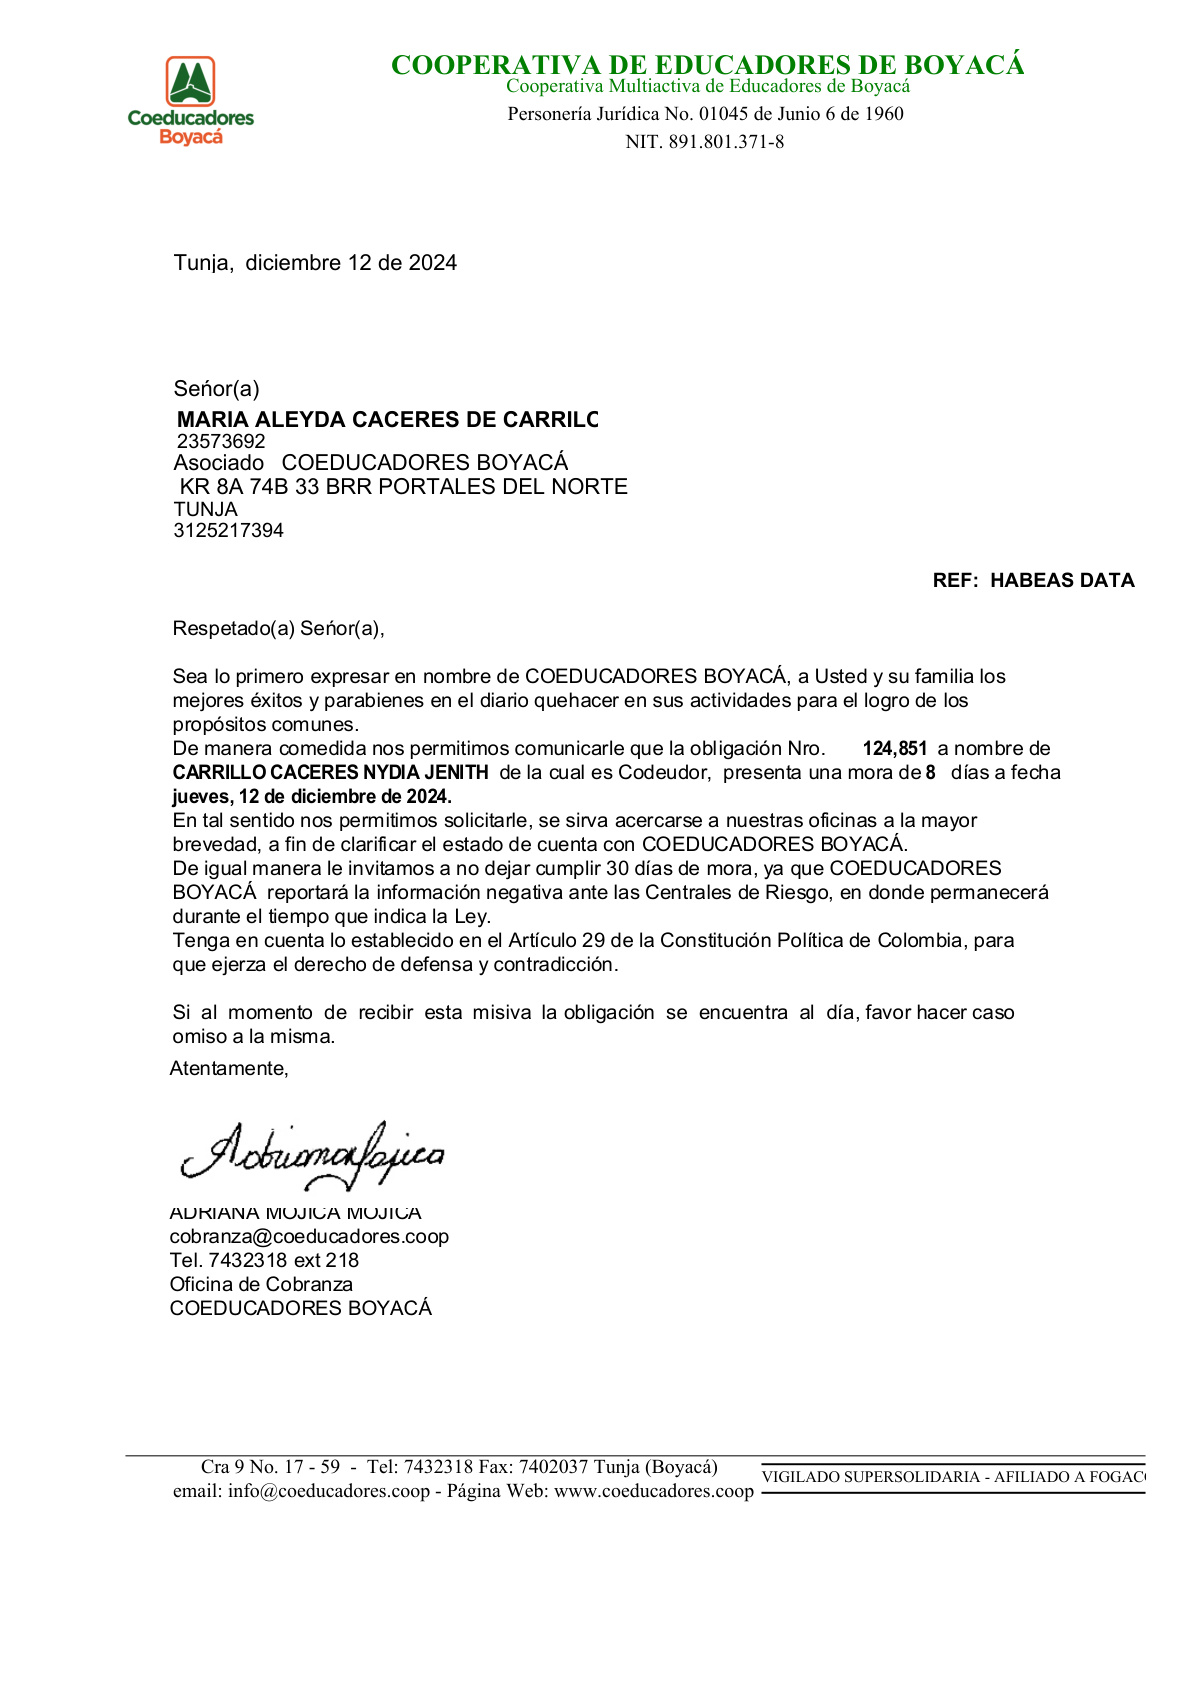 Coeducadores
Boyacá
COOPERATIVA DE EDUCADORES DE BOYACÁ
Cooperativa Multiactiva de Educadores de Boyacá
Personería Jurídica No. 01045 de Junio 6 de 1960
NIT. 891.801.371-8
Tunja, diciembre 12 de 2024
Seńor(a)
MARIA ALEYDA CACERES DE CARRILO
23573692
Asociado COEDUCADORES BOYACÁ
KR 8A 74B 33 BRR PORTALES DEL NORTE
TUNJA
3125217394
REF: HABEAS DATA
Respetado(a) Seńor(a),
Sea lo primero expresar en nombre de COEDUCADORES BOYACÁ, a Usted y su familia los
mejores éxitos y parabienes en el diario quehacer en sus actividades para el logro de los
propósitos comunes.
De manera comedida nos permitimos comunicarle que la obligación Nro. 124,851 a nombre de
CARRILLO CACERES NYDIA JENITH de la cual es Codeudor, presenta una mora de 8 días a fecha
jueves, 12 de diciembre de 2024.
En tal sentido nos permitimos solicitarle, se sirva acercarse a nuestras oficinas a la mayor
brevedad, a fin de clarificar el estado de cuenta con COEDUCADORES BOYACÁ.
De igual manera le invitamos a no dejar cumplir 30 días de mora, ya que COEDUCADORES
BOYACÁ reportará la información negativa ante las Centrales de Riesgo, en donde permanecerá
durante el tiempo que indica la Ley.
Tenga en cuenta lo establecido en el Artículo 29 de la Constitución Política de Colombia, para
que ejerza el derecho de defensa y contradicción.
Si al momento de recibir esta misiva la obligación se encuentra al día, favor hacer caso
omiso a la misma.
Atentamente,
ADRIANA MOJICA MOJICA
cobranza@coeducadores.coop
Tel. 7432318 ext 218
Oficina de Cobranza
COEDUCADORES BOYACÁ
Cra 9 No. 17 - 59 - Tel: 7432318 Fax: 7402037 Tunja (Boyacá)
email: info@coeducadores.coop - Página Web: www.coeducadores.coop
VIGILADO SUPERSOLIDARIA - AFILIADO A FOGAC